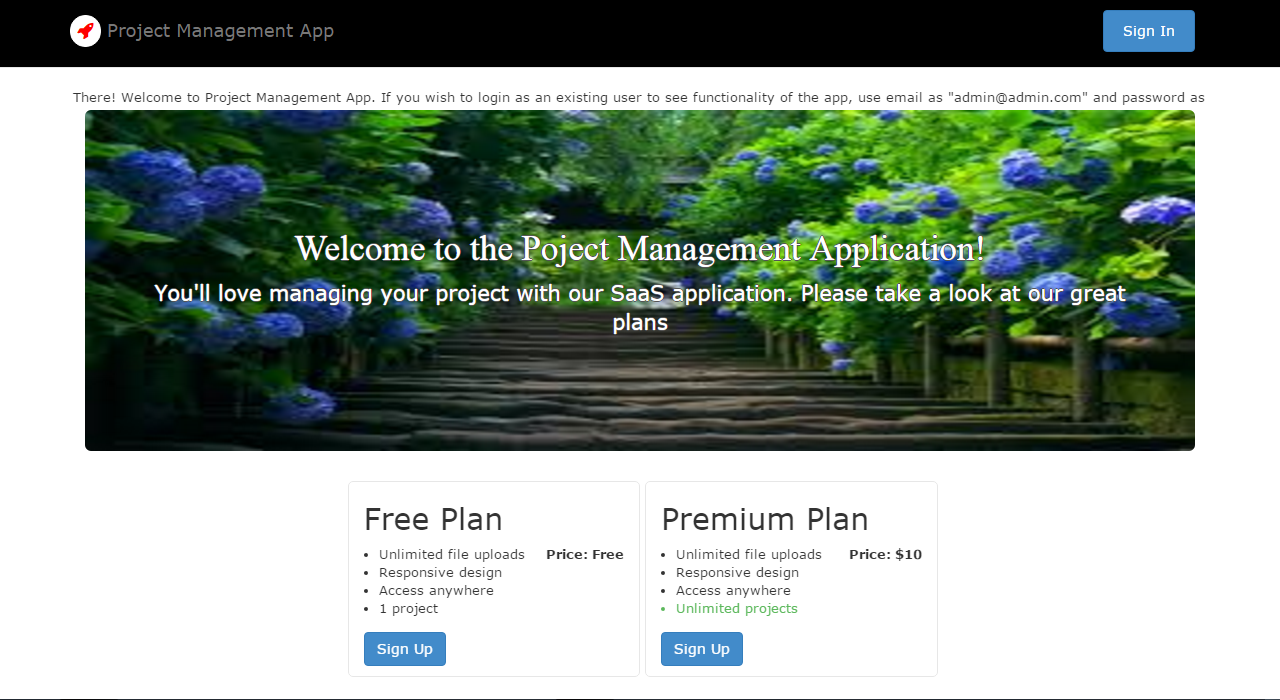 Project Management App
Sign In
There! Welcome to Project Management App. If you wish to login as an existing user to see functionality of the app, use email as "admin@admin.com" and password as
Welcome to the Poject Management Application!
You'll love managing your project with our SaaS application. Please take a look at our great
plans
Free Plan
Unlimited file uploads Price: Free
Responsive design
Access anywhere
1 project
Sign Up
Premium Plan
Unlimited file uploads Price: $10
Responsive design
Access anywhere
Unlimited projects
Sign Up